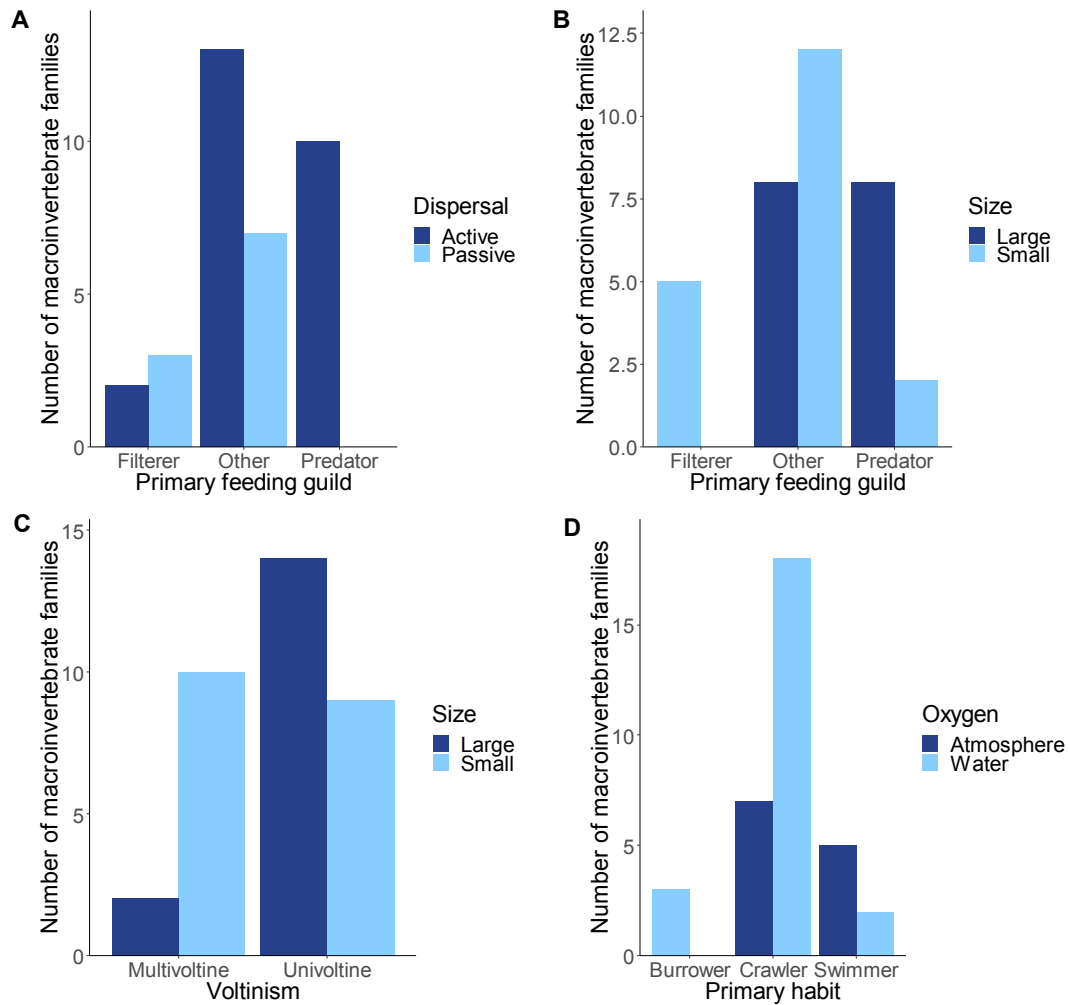 A
Number of macroinvertebrate families
10
5
0
Filterer Other Predator
Primary feeding guild
Dispersal
Active
Passive
B
Number of macroinvertebrate families
12.5
10.0
7.5
5.0
2.5
0.0
Filterer Other Predator
Primary feeding guild
Size
Large
Small
C
Number of macroinvertebrate families
15
10
5
0
Multivoltine Univoltine
Voltinism
Size
Large
Small
D
Number of macroinvertebrate families
15
10
5
0
Burrower Crawler Swimmer
Primary habit
Oxygen
Atmosphere
Water